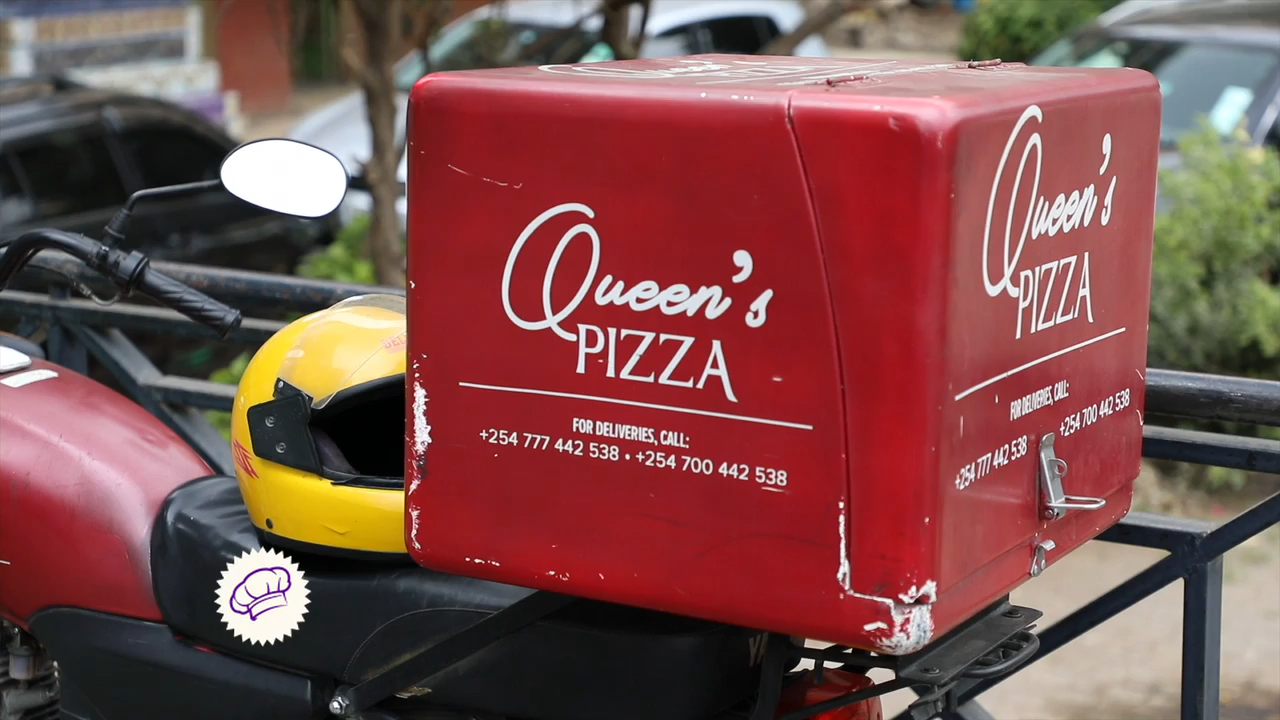 Queen's
PIZZA
FOR DELIVERIES, CALL:
+254 777 442 538 • +254 700 442 538
Queen's
PIZZA
FOR DELIVERIES, CALL:
+254 777 442 538
+254 700 442 538